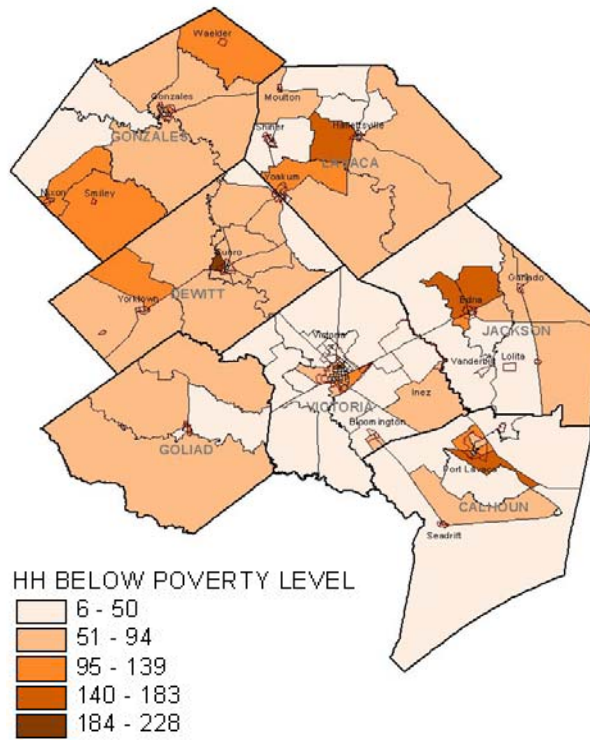 Waelder
Gonzales
GONZALES
Moulton
Shiner
Hallettsville
LAVACA
Yoakum
Nixon
Smiley
Cuero
DEWITT
Yorktown
Ganado
Edna
JACKSON
Vanderbilt
Lolita
Victoria
VICTORIA
Inez
Bloomington
GOLIAD
Port Lavaca
CALHOUN
Seadrift
HH BELOW POVERTY LEVEL
6 - 50
51 - 94
95 - 139
140 - 183
184 - 228